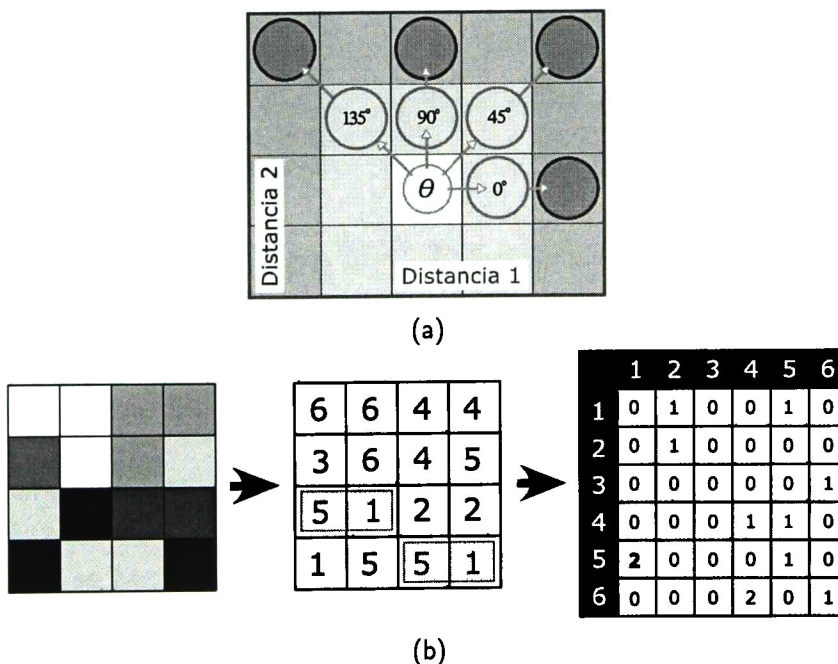 135° 90° 45°
θ 0°
Distancia 2
Distancia 1
(a)
6 6 4 4
3 6 4 5
5 1 2 2
1 5 5 1
1 2 3 4 5 6
1 0 1 0 0 1 0
2 0 1 0 0 0 0
3 0 0 0 0 0 1
4 0 0 0 1 1 0
5 2 0 0 0 1 0
6 0 0 0 2 0 1
(b)